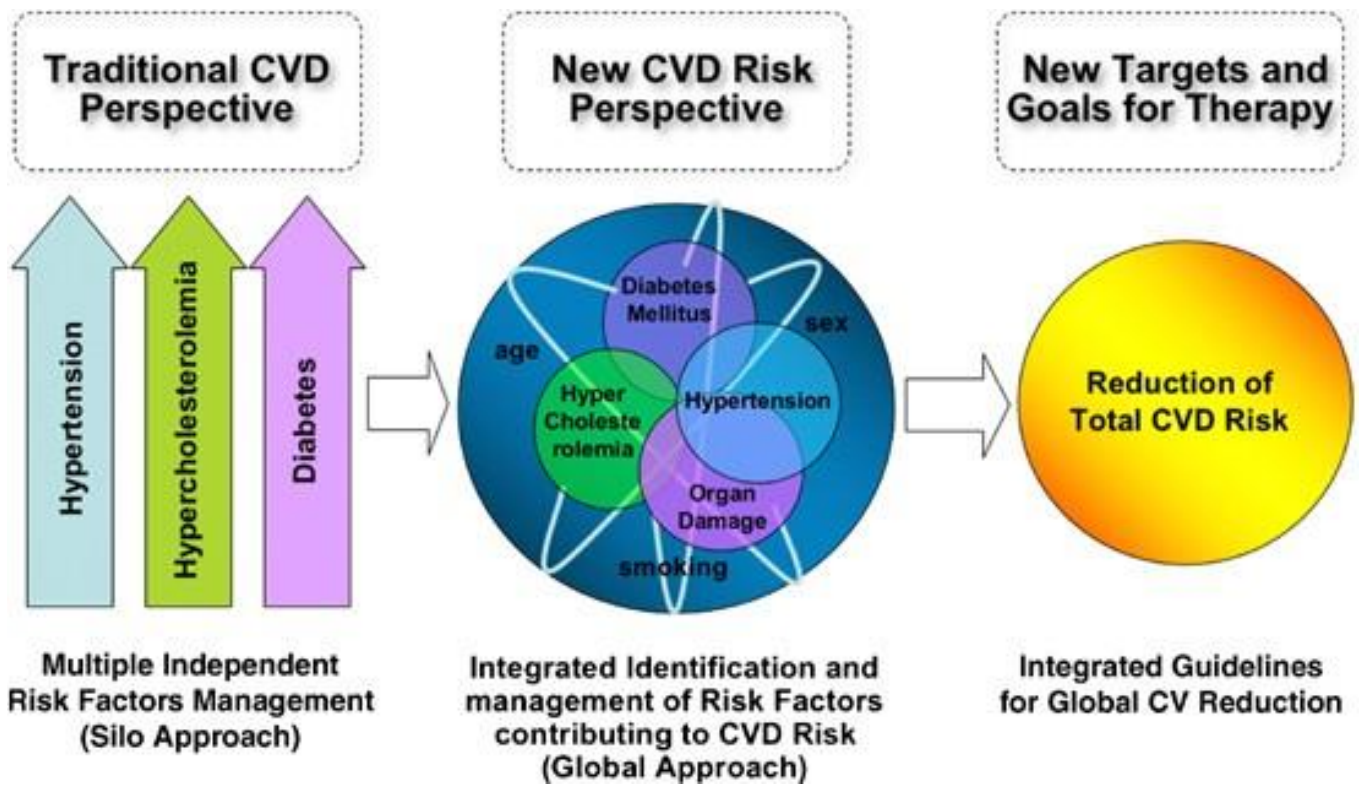 Traditional CVD
Perspective
New CVD Risk
Perspective
New Targets and
Goals for Therapy
Hypertension
Hypercholesterolemia
Diabetes
Diabetes
Mellitus
sex
age
Hyper
Choleste
rolemia
Hypertension
Organ
Damage
smoking
Reduction of
Total CVD Risk
Multiple Independent
Risk Factors Management
(Silo Approach)
Integrated Identification and
management of Risk Factors
contributing to CVD Risk
(Global Approach)
Integrated Guidelines
for Global CV Reduction